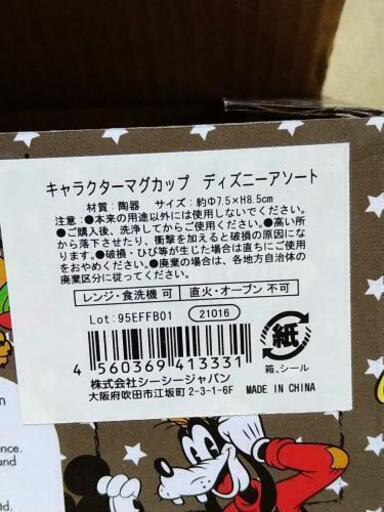 キャラクターマグカップ ディズニーアソート
材質：陶器 サイズ：約Φ7.5×H8.5cm
注意：●本来の用途以外には使用しないでください。
●ご購入後、洗浄してからご使用ください。●高い所
から落下させたり、衝撃を加えると破損の原因にな
ります。●破損・ひび等が生じた場合は直ちにご使用
をおやめください。●廃棄の場合は、各地方自治体の
廃棄区分に従ってください。
レンジ・食洗機 可 直火・オーブン 不可
Lot:95EFFB01 21016
4 560369 413331
紙
箱、シール
株式会社シーシージャパン
大阪府吹田市江坂町2-3-1-6F MADE IN CHINA
n
ence.
and
td.